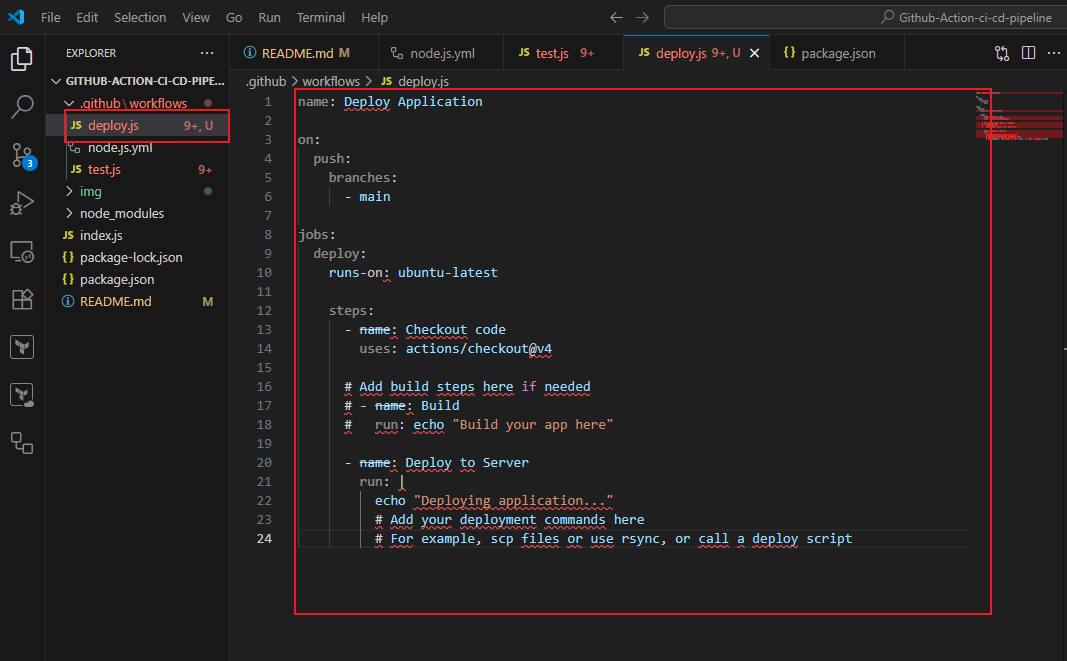 File Edit Selection View Go Run Terminal Help
Github-Action-ci-cd-pipeline
EXPLORER
GITHUB-ACTION-CI-CD-PIPE...
.github\workflows
JS deploy.js 9+, U
node.js.yml
JS test.js 9+
img
node_modules
JS index.js
{} package-lock.json
{} package.json
README.md M
3
README.md M
node.js.yml
JS test.js 9+
JS deploy.js 9+, U
{} package.json
.github > workflows > JS deploy.js
1 name: Deploy Application
2
3 on:
4 push:
5 branches:
6 - main
7
8 jobs:
9 deploy:
10 runs-on: ubuntu-latest
11
12 steps:
13 - name: Checkout code
14 uses: actions/checkout@v4
15
16 # Add build steps here if needed
17 # - name: Build
18 # run: echo "Build your app here"
19
20 - name: Deploy to Server
21 run: |
22 echo "Deploying application..."
23 # Add your deployment commands here
24 # For example, scp files or use rsync, or call a deploy script